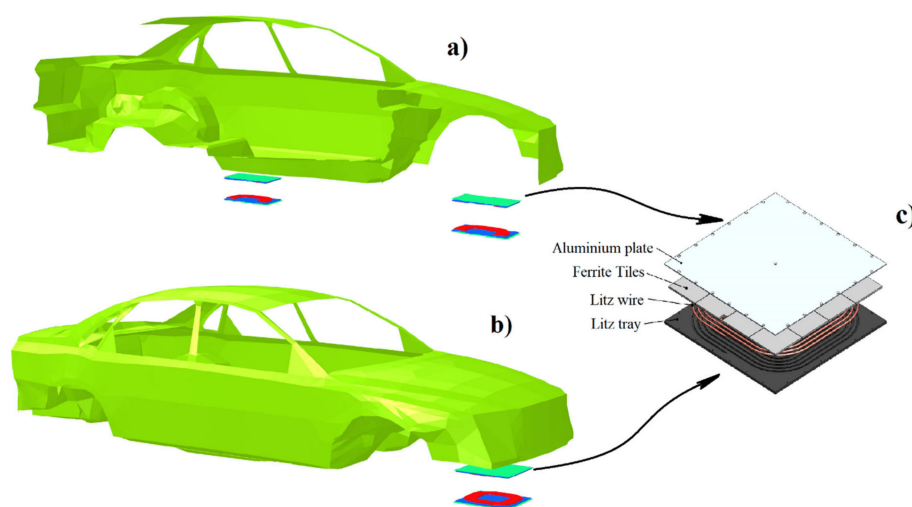 a)
c)
Aluminium plate
Ferrite Tiles
Litz wire
Litz tray
b)